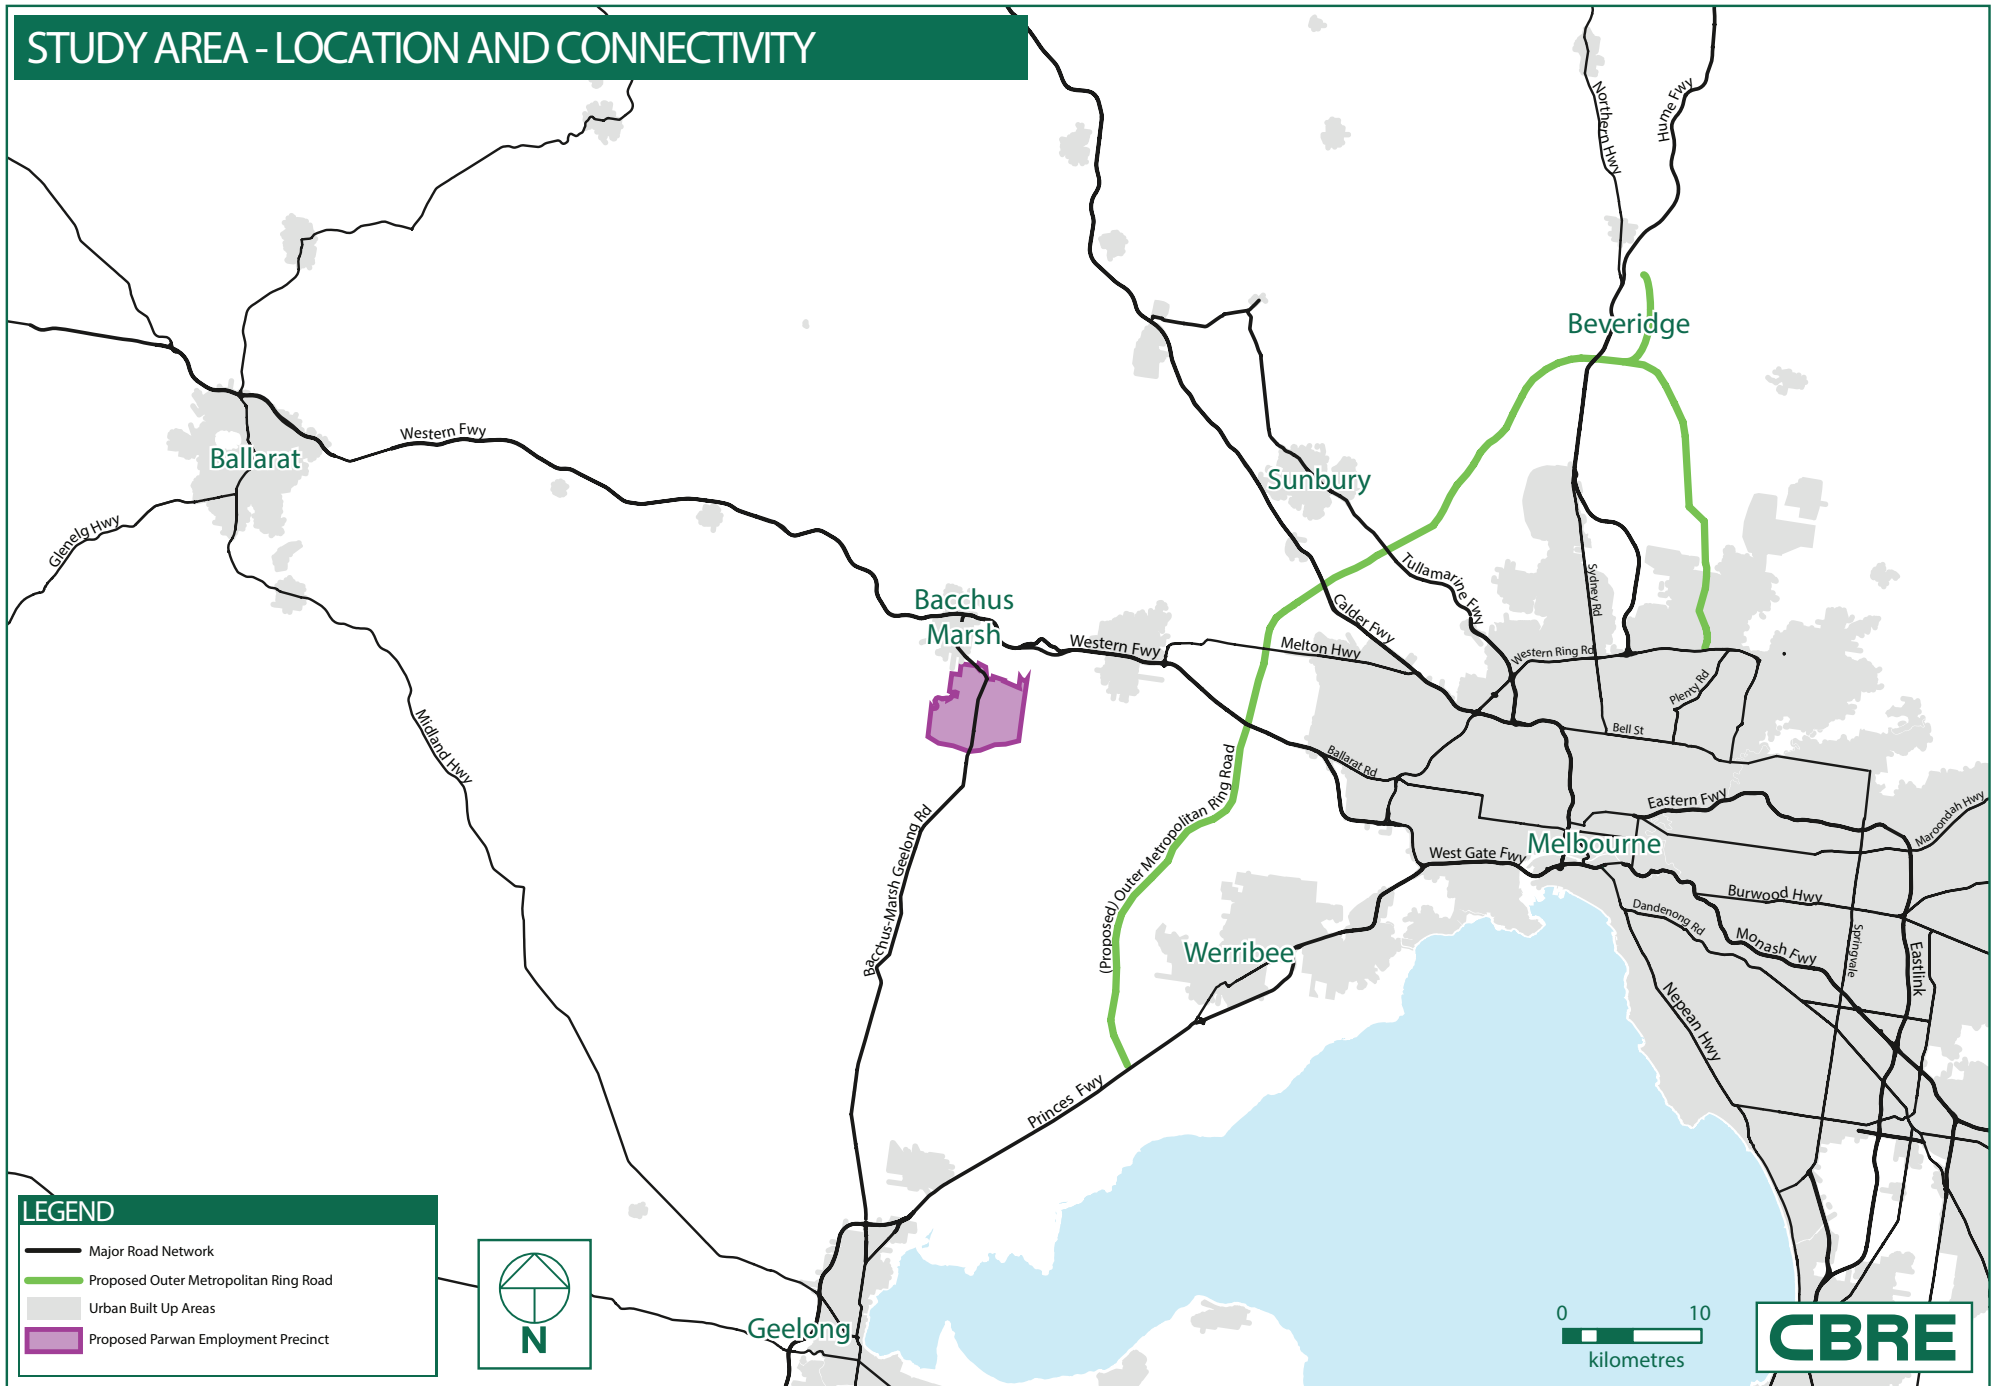 STUDY AREA - LOCATION AND CONNECTIVITY
Northern Hwy
Hume Fwy
Beveridge
Western Fwy
Ballarat
Sunbury
Glenelg Hwy
Tullamarine Fwy
Sydney Rd
Bacchus
Marsh
Calder Fwy
Western Fwy
Melton Hwy
Western Ring Rd
Plenty Rd
Midland Hwy
Bell St
Ballarat Rd
(Proposed) Outer Metropolitan Ring Road
Eastern Fwy
Maroondah Hwy
Bacchus-Marsh Geelong Rd
Melbourne
West Gate Fwy
Burwood Hwy
Dandenong Rd
Monash Fwy
Springvale
Eastlink
Werribee
Nepean Hwy
Princes Fwy
LEGEND
Major Road Network
Proposed Outer Metropolitan Ring Road
Urban Built Up Areas
Proposed Parwan Employment Precinct
N
Geelong
0 10
kilometres
CBRE